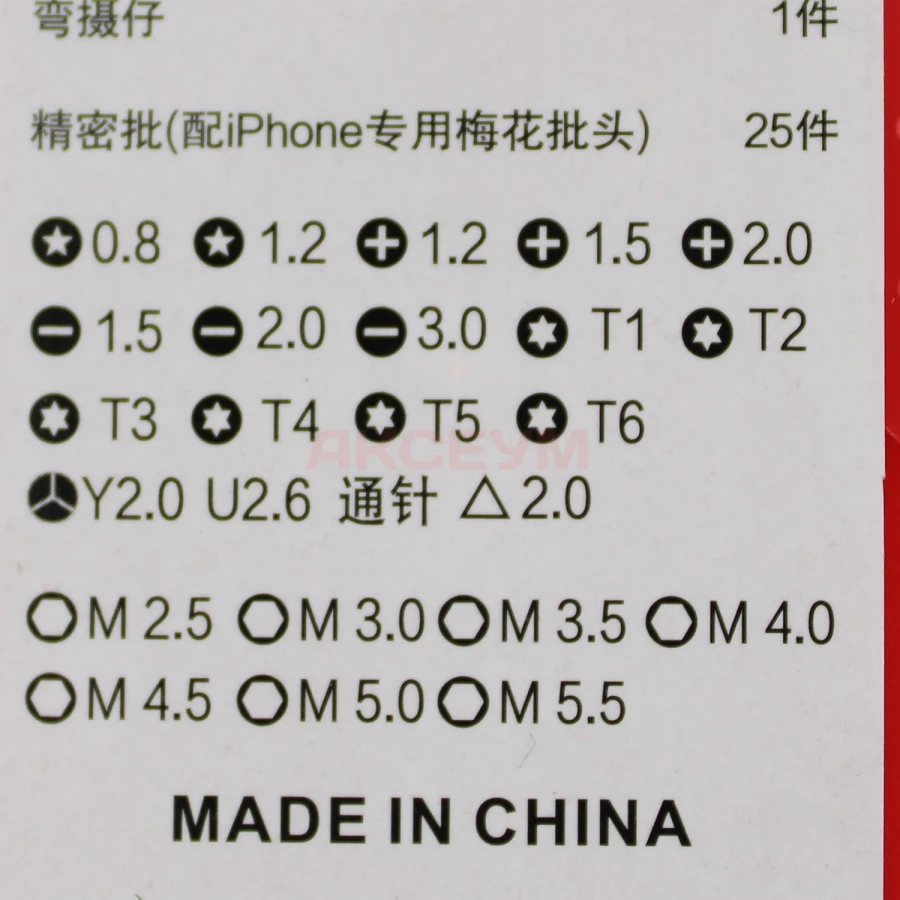 弯摄仔 1件
精密批(配iPhone专用梅花批头) 25件
0.8 1.2 1.2 1.5 2.0
1.5 2.0 3.0 T1 T2
T3 T4 T5 T6
АКСЕУМ
Y2.0 U2.6 通针 △2.0
M 2.5 M 3.0 M 3.5 M 4.0
M 4.5 M 5.0 M 5.5
MADE IN CHINA